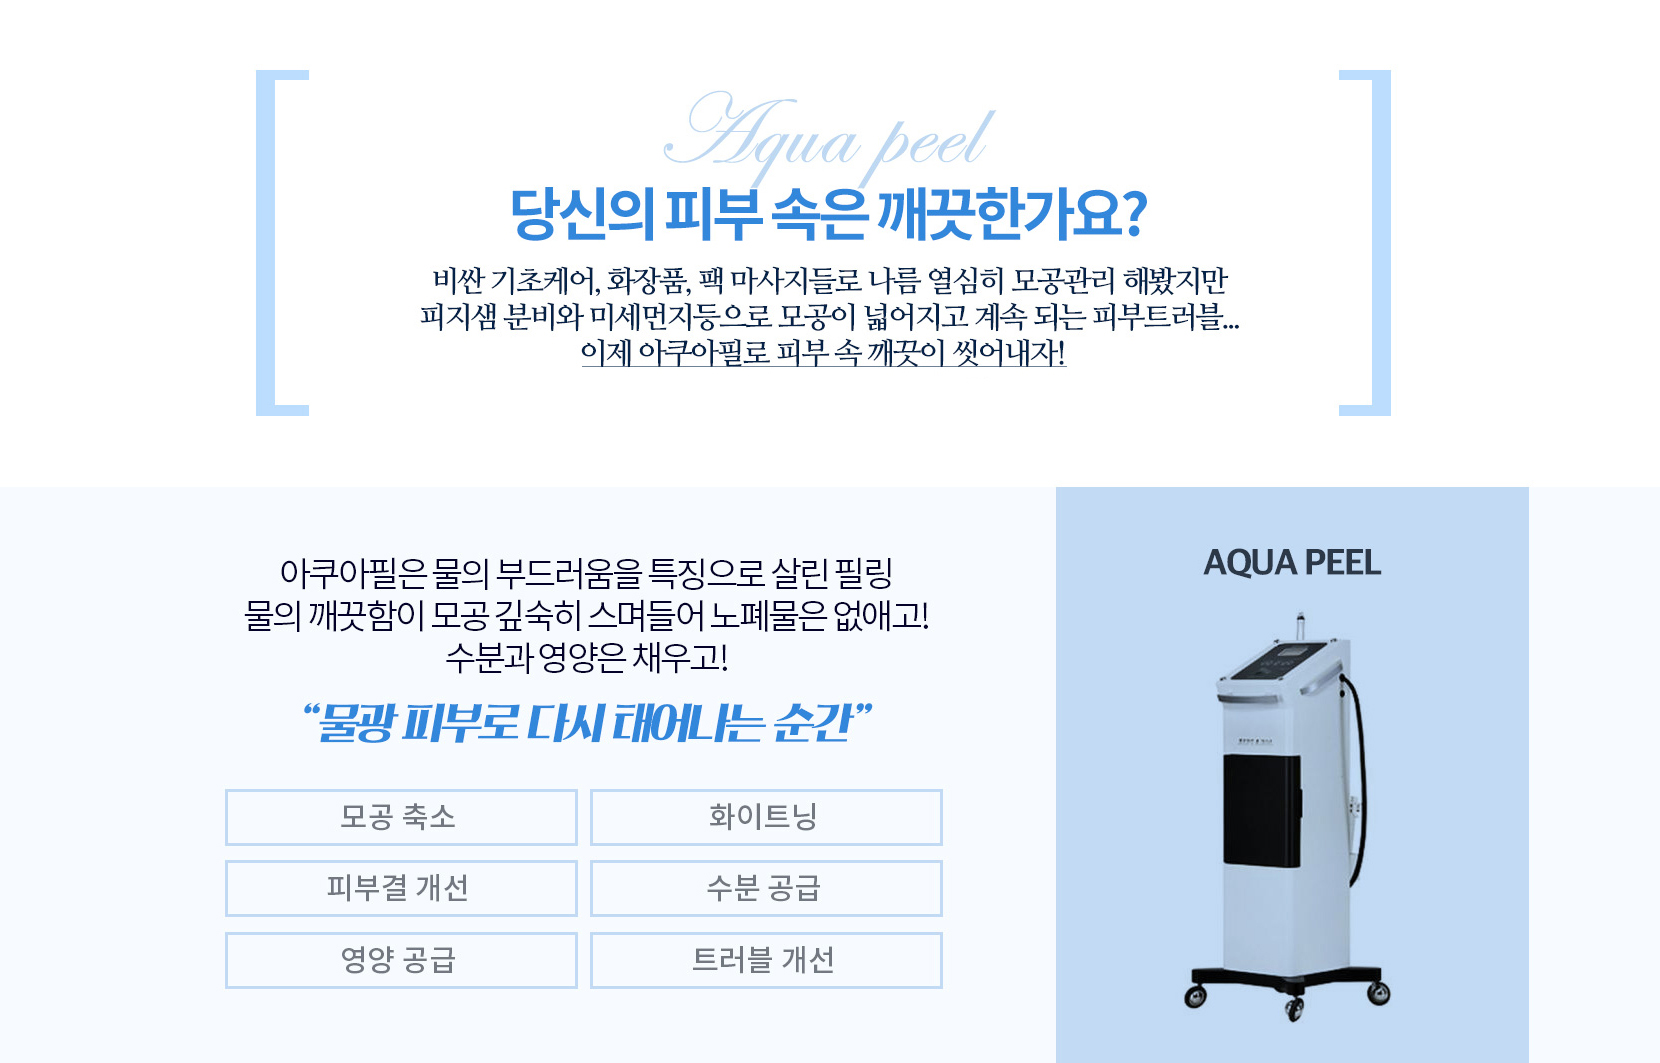 Aqua peel
당신의 피부 속은 깨끗한가요?
비싼 기초케어, 화장품, 팩 마사지들로 나름 열심히 모공관리 해봤지만
피지샘 분비와 미세먼지등으로 모공이 넓어지고 계속 되는 피부트러블...
이제 아쿠아필로 피부 속 깨끗이 씻어내자!
아쿠아필은 물의 부드러움을 특징으로 살린 필링
물의 깨끗함이 모공 깊숙히 스며들어 노폐물은 없애고!
수분과 영양은 채우고!
“물광 피부로 다시 태어나는 순간”
모공 축소
화이트닝
피부결 개선
수분 공급
영양 공급
트러블 개선
AQUA PEEL